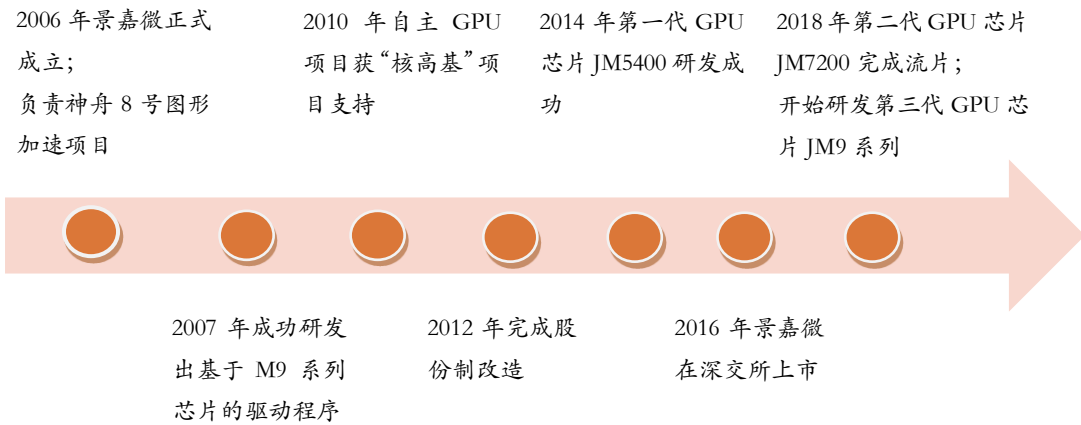 2006 年景嘉微正式
成立；
负责神舟 8 号图形
加速项目
2010 年自主 GPU
项目获“核高基”项
目支持
2014 年第一代 GPU
芯片 JM5400 研发成
功
2018 年第二代 GPU 芯片
JM7200 完成流片；
开始研发第三代 GPU 芯
片 JM9 系列
2007 年成功研发
出基于 M9 系列
芯片的驱动程序
2012 年完成股
份制改造
2016 年景嘉微
在深交所上市